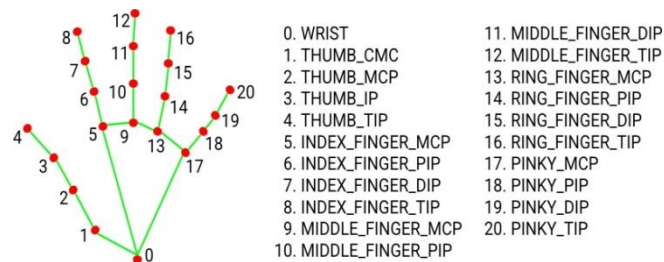 12
8
16
11
7
15
20
6
10
14
19
4
5
9
13
18
3
17
2
1
0
0. WRIST
1. THUMB_CMC
2. THUMB_MCP
3. THUMB_IP
4. THUMB_TIP
5. INDEX_FINGER_MCP
6. INDEX_FINGER_PIP
7. INDEX_FINGER_DIP
8. INDEX_FINGER_TIP
9. MIDDLE_FINGER_MCP
10. MIDDLE_FINGER_PIP
11. MIDDLE_FINGER_DIP
12. MIDDLE_FINGER_TIP
13. RING_FINGER_MCP
14. RING_FINGER_PIP
15. RING_FINGER_DIP
16. RING_FINGER_TIP
17. PINKY_MCP
18. PINKY_PIP
19. PINKY_DIP
20. PINKY_TIP